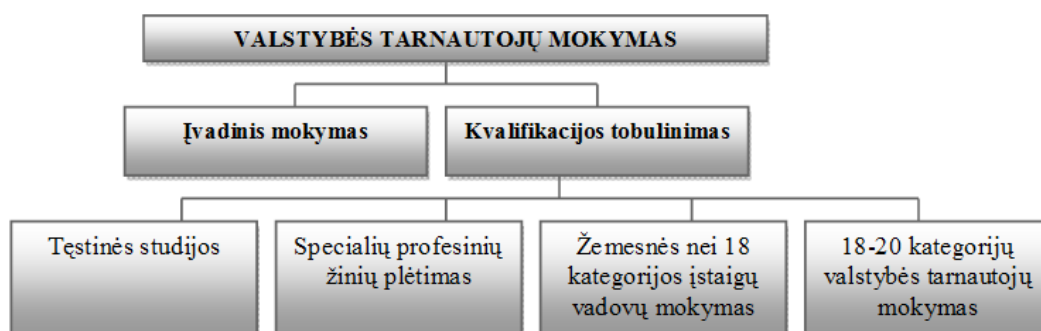 VALSTYBĖS TARNAUTOJŲ MOKYMAS
Įvadinis mokymas
Kvalifikacijos tobulinimas
Tęstinės studijos
Specialių profesinių
žinių plėtimas
Žemesnės nei 18
kategorijos įstaigų
vadovų mokymas
18-20 kategorijų
valstybės tarnautojų
mokymas